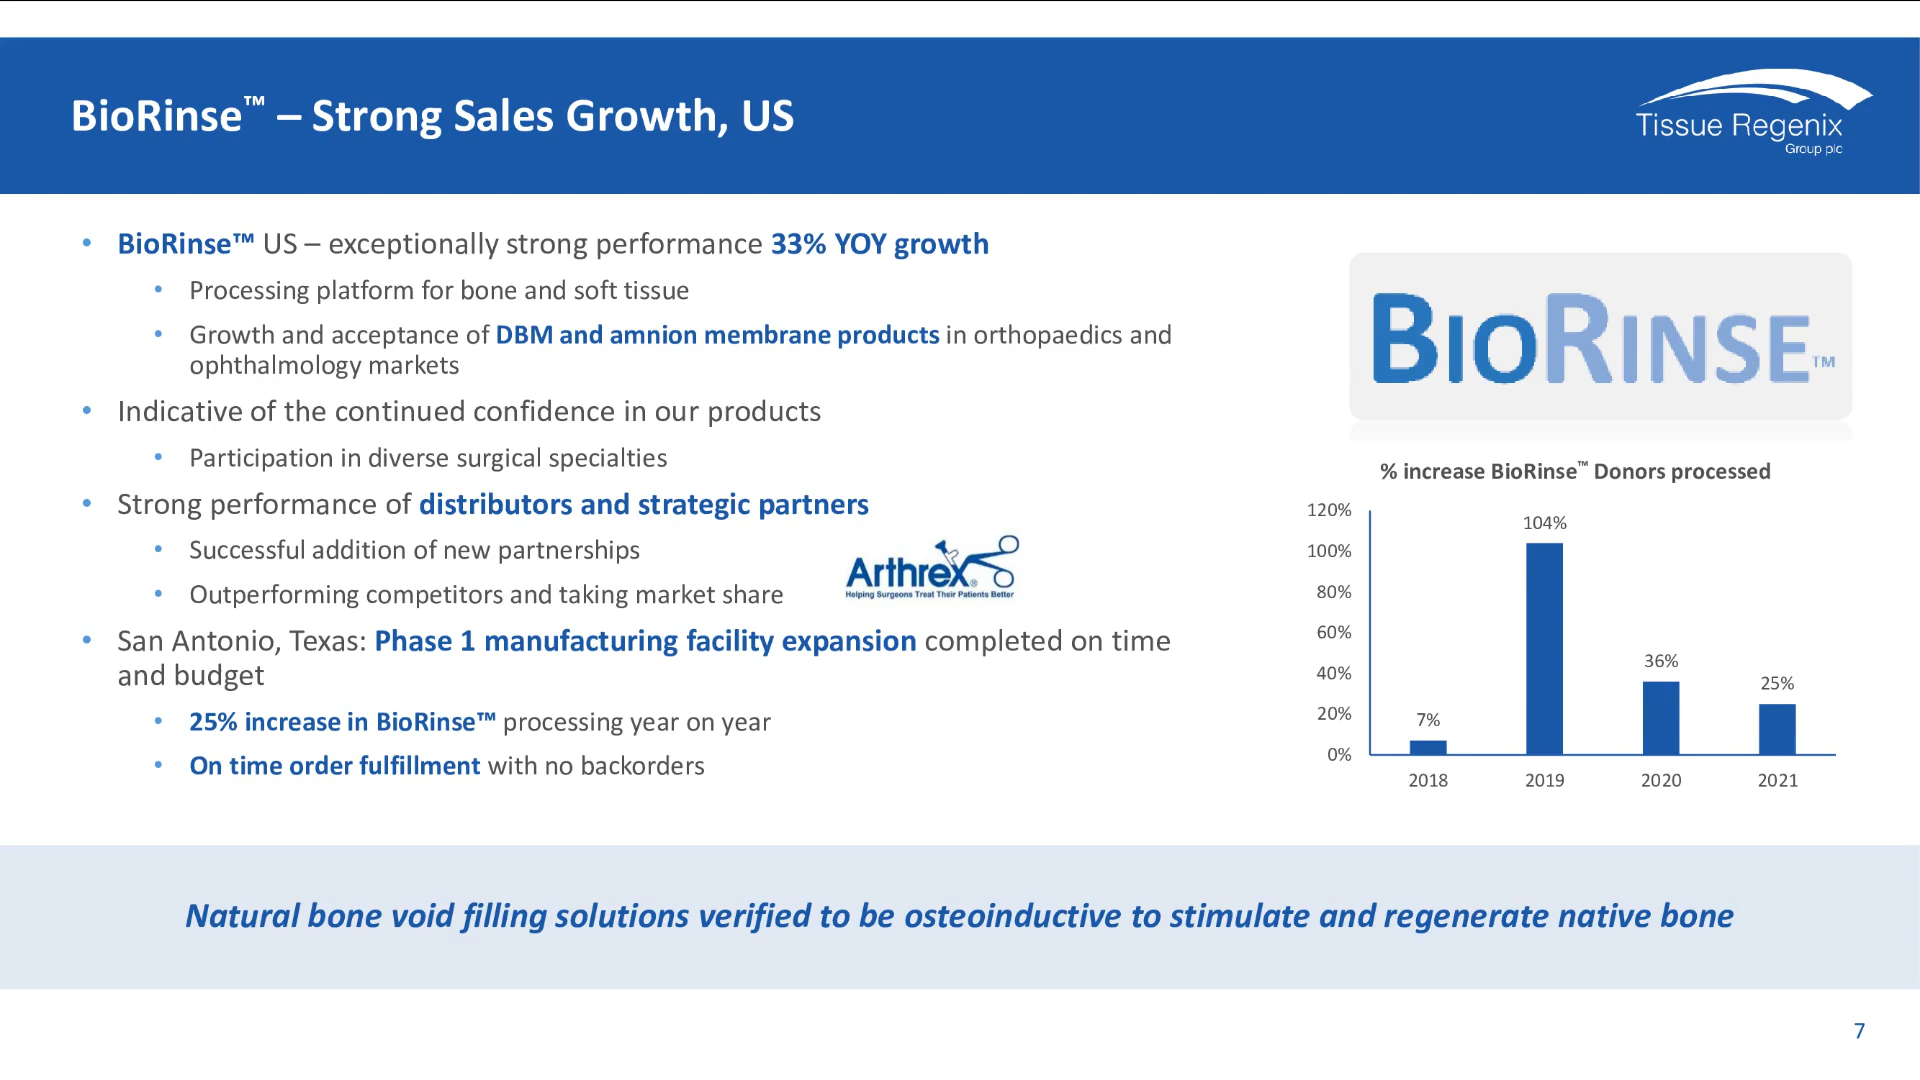 BioRinse™ – Strong Sales Growth, US
Tissue Regenix
Group plc
• BioRinse™ US – exceptionally strong performance 33% YOY growth
• Processing platform for bone and soft tissue
• Growth and acceptance of DBM and amnion membrane products in orthopaedics and
ophthalmology markets
• Indicative of the continued confidence in our products
• Participation in diverse surgical specialties
• Strong performance of distributors and strategic partners
• Successful addition of new partnerships
• Outperforming competitors and taking market share
Arthrex®
Helping Surgeons Treat Their Patients Better
• San Antonio, Texas: Phase 1 manufacturing facility expansion completed on time
and budget
• 25% increase in BioRinse™ processing year on year
• On time order fulfillment with no backorders
BIORINSE™
% increase BioRinse™ Donors processed
120%
100%
80%
60%
40%
20%
0%
7%
104%
36%
25%
2018 2019 2020 2021
Natural bone void filling solutions verified to be osteoinductive to stimulate and regenerate native bone
7